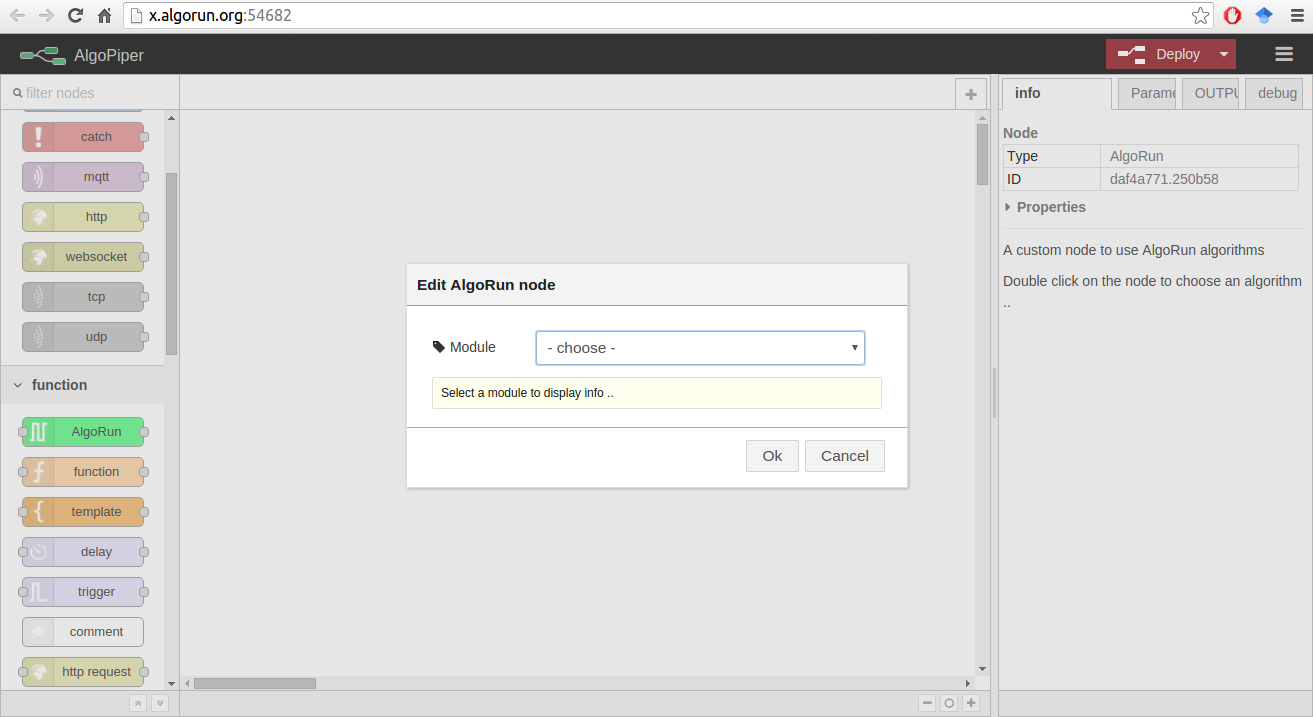 x.algorun.org:54682
AlgoPiper
Deploy
filter nodes
catch
mqtt
http
websocket
tcp
udp
function
AlgoRun
function
template
delay
trigger
comment
http request
Edit AlgoRun node
Module
- choose -
Select a module to display info ..
Ok
Cancel
info
Parame
OUTPU
debug
Node
Type AlgoRun
ID daf4a771.250b58
Properties
A custom node to use AlgoRun algorithms
Double click on the node to choose an algorithm
..